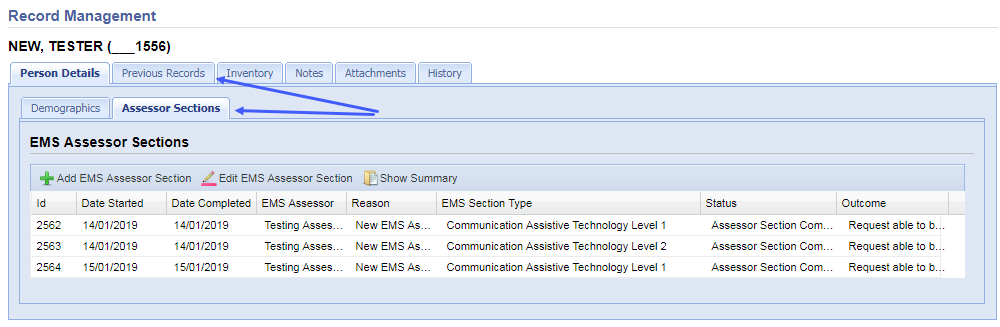 Record Management
NEW, TESTER (___1556)
Person Details Previous Records Inventory Notes Attachments History
Demographics Assessor Sections
EMS Assessor Sections
Add EMS Assessor Section Edit EMS Assessor Section Show Summary
Id Date Started Date Completed EMS Assessor Reason EMS Section Type Status Outcome
2562 14/01/2019 14/01/2019 Testing Asses... New EMS As... Communication Assistive Technology Level 1 Assessor Section Com... Request able to b...
2563 14/01/2019 14/01/2019 Testing Asses... New EMS As... Communication Assistive Technology Level 2 Assessor Section Com... Request able to b...
2564 15/01/2019 15/01/2019 Testing Asses... New EMS As... Communication Assistive Technology Level 1 Assessor Section Com... Request able to b...